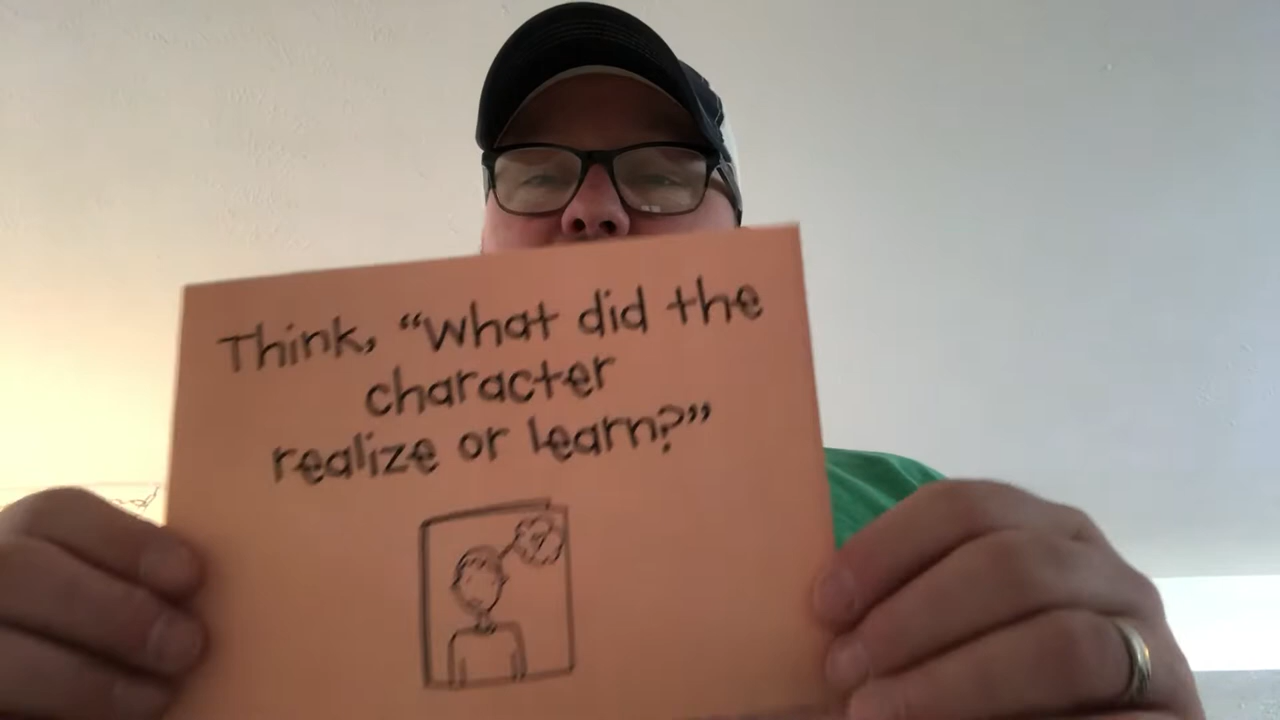 Think, “What did the
character
realize or learn?”